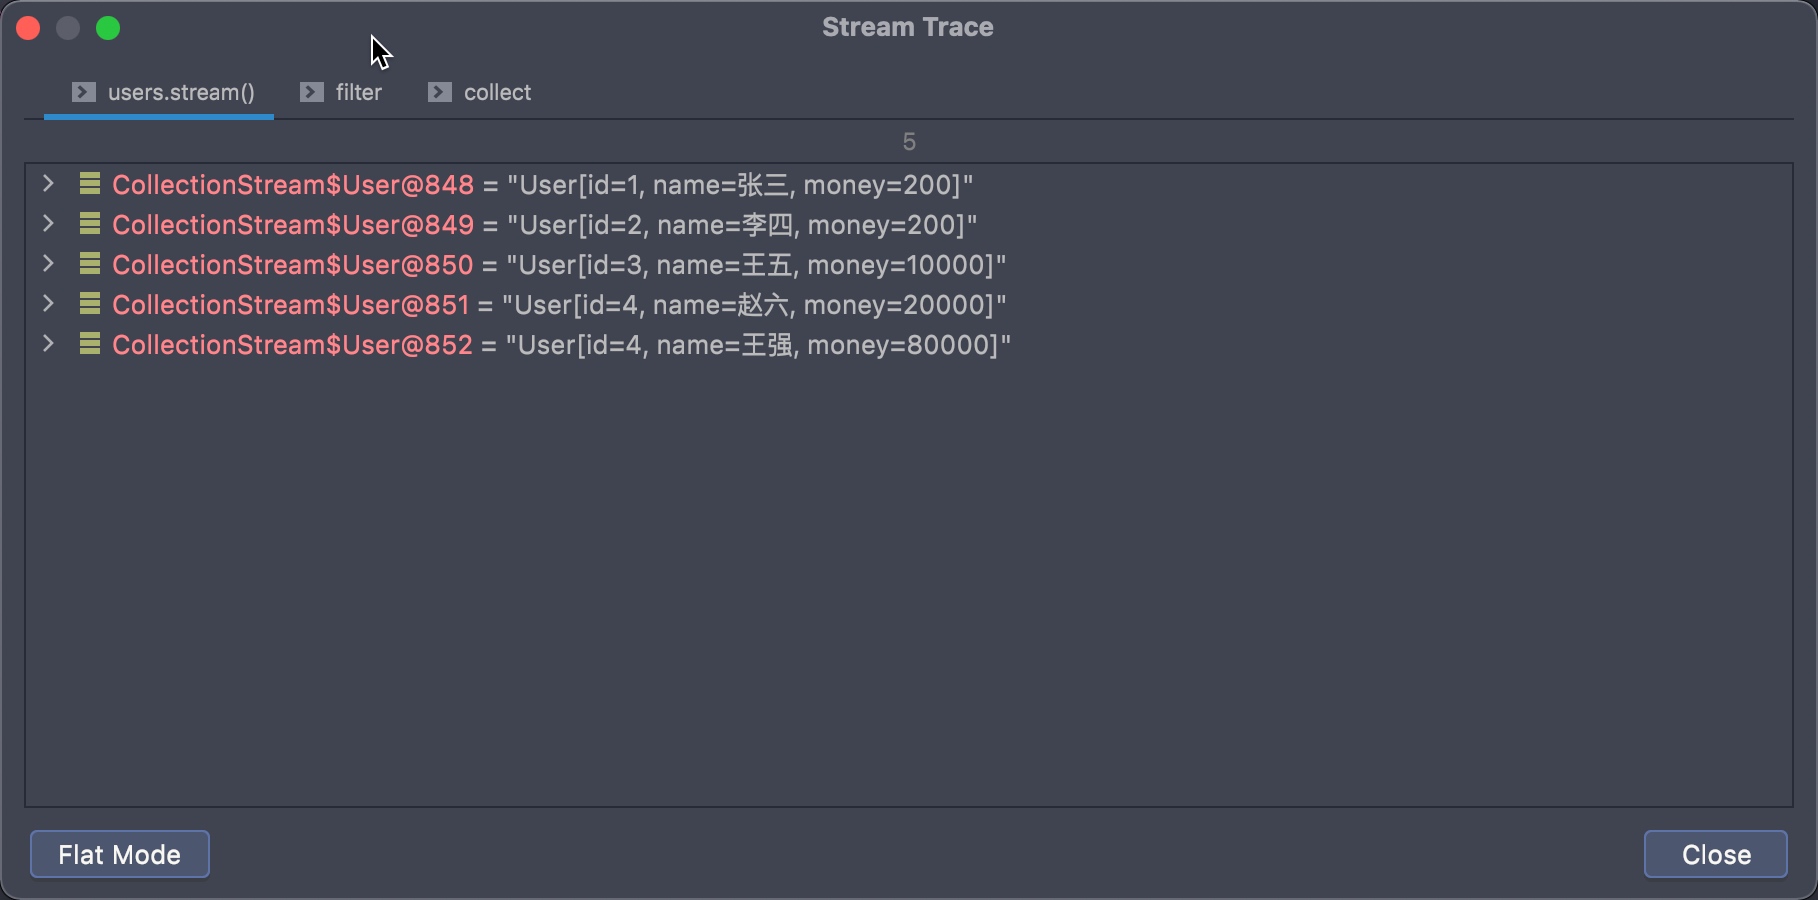 Stream Trace
users.stream() filter collect
5
CollectionStream$User@848 = "User[id=1, name=张三, money=200]"
CollectionStream$User@849 = "User[id=2, name=李四, money=200]"
CollectionStream$User@850 = "User[id=3, name=王五, money=10000]"
CollectionStream$User@851 = "User[id=4, name=赵六, money=20000]"
CollectionStream$User@852 = "User[id=4, name=王强, money=80000]"
Flat Mode Close